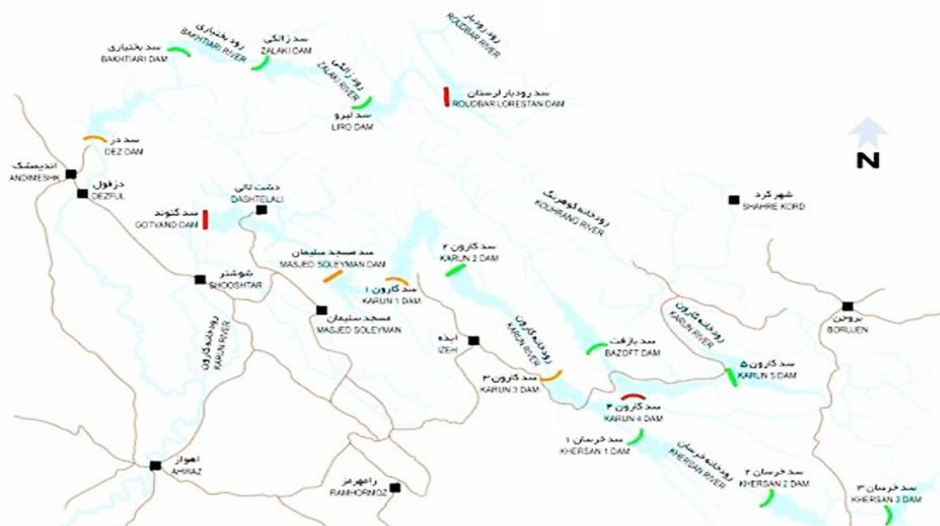 سد بختیاری
BAKHTIARI DAM
رود بختیاری
BAKHTIARI RIVER
سد زالکی
ZALAKI DAM
رود زالکی
ZALAKI RIVER
سد لیرو
LIRO DAM
رود رودبار
ROUDBAR RIVER
سد رودبار لرستان
ROUDBAR LORESTAN DAM
سد دز
DEZ DAM
اندیمشک
ANDIMESHK
دزفول
DEZFUL
دشت لالی
DASHTELALI
سد گتوند
GOTVAND DAM
رودخانه کوهرنگ
KOUHRANG RIVER
شهر کرد
SHAHRE KORD
N
سد مسجد سلیمان
MASJED SOLEYMAN DAM
سد کارون ۲
KARUN 2 DAM
سد کارون ۱
KARUN 1 DAM
شوشتر
SHOOSHTAR
مسجد سلیمان
MASJED SOLEYMAN
رودخانه کارون
KARUN RIVER
ایذه
IZEH
رودخانه کارون
KARUN RIVER
رودخانه کارون
KARUN RIVER
بروجن
BORUJEN
سد بازفت
BAZOFT DAM
سد کارون ۳
KARUN 3 DAM
سد کارون ۵
KARUN 5 DAM
سد کارون ۴
KARUN 4 DAM
سد خرسان ۱
KHERSAN 1 DAM
رودخانه خرسان
KHERSAN RIVER
سد خرسان ۲
KHERSAN 2 DAM
سد خرسان ۳
KHERSAN 3 DAM
اهواز
AHWAZ
رامهرمز
RAMHORMOZ